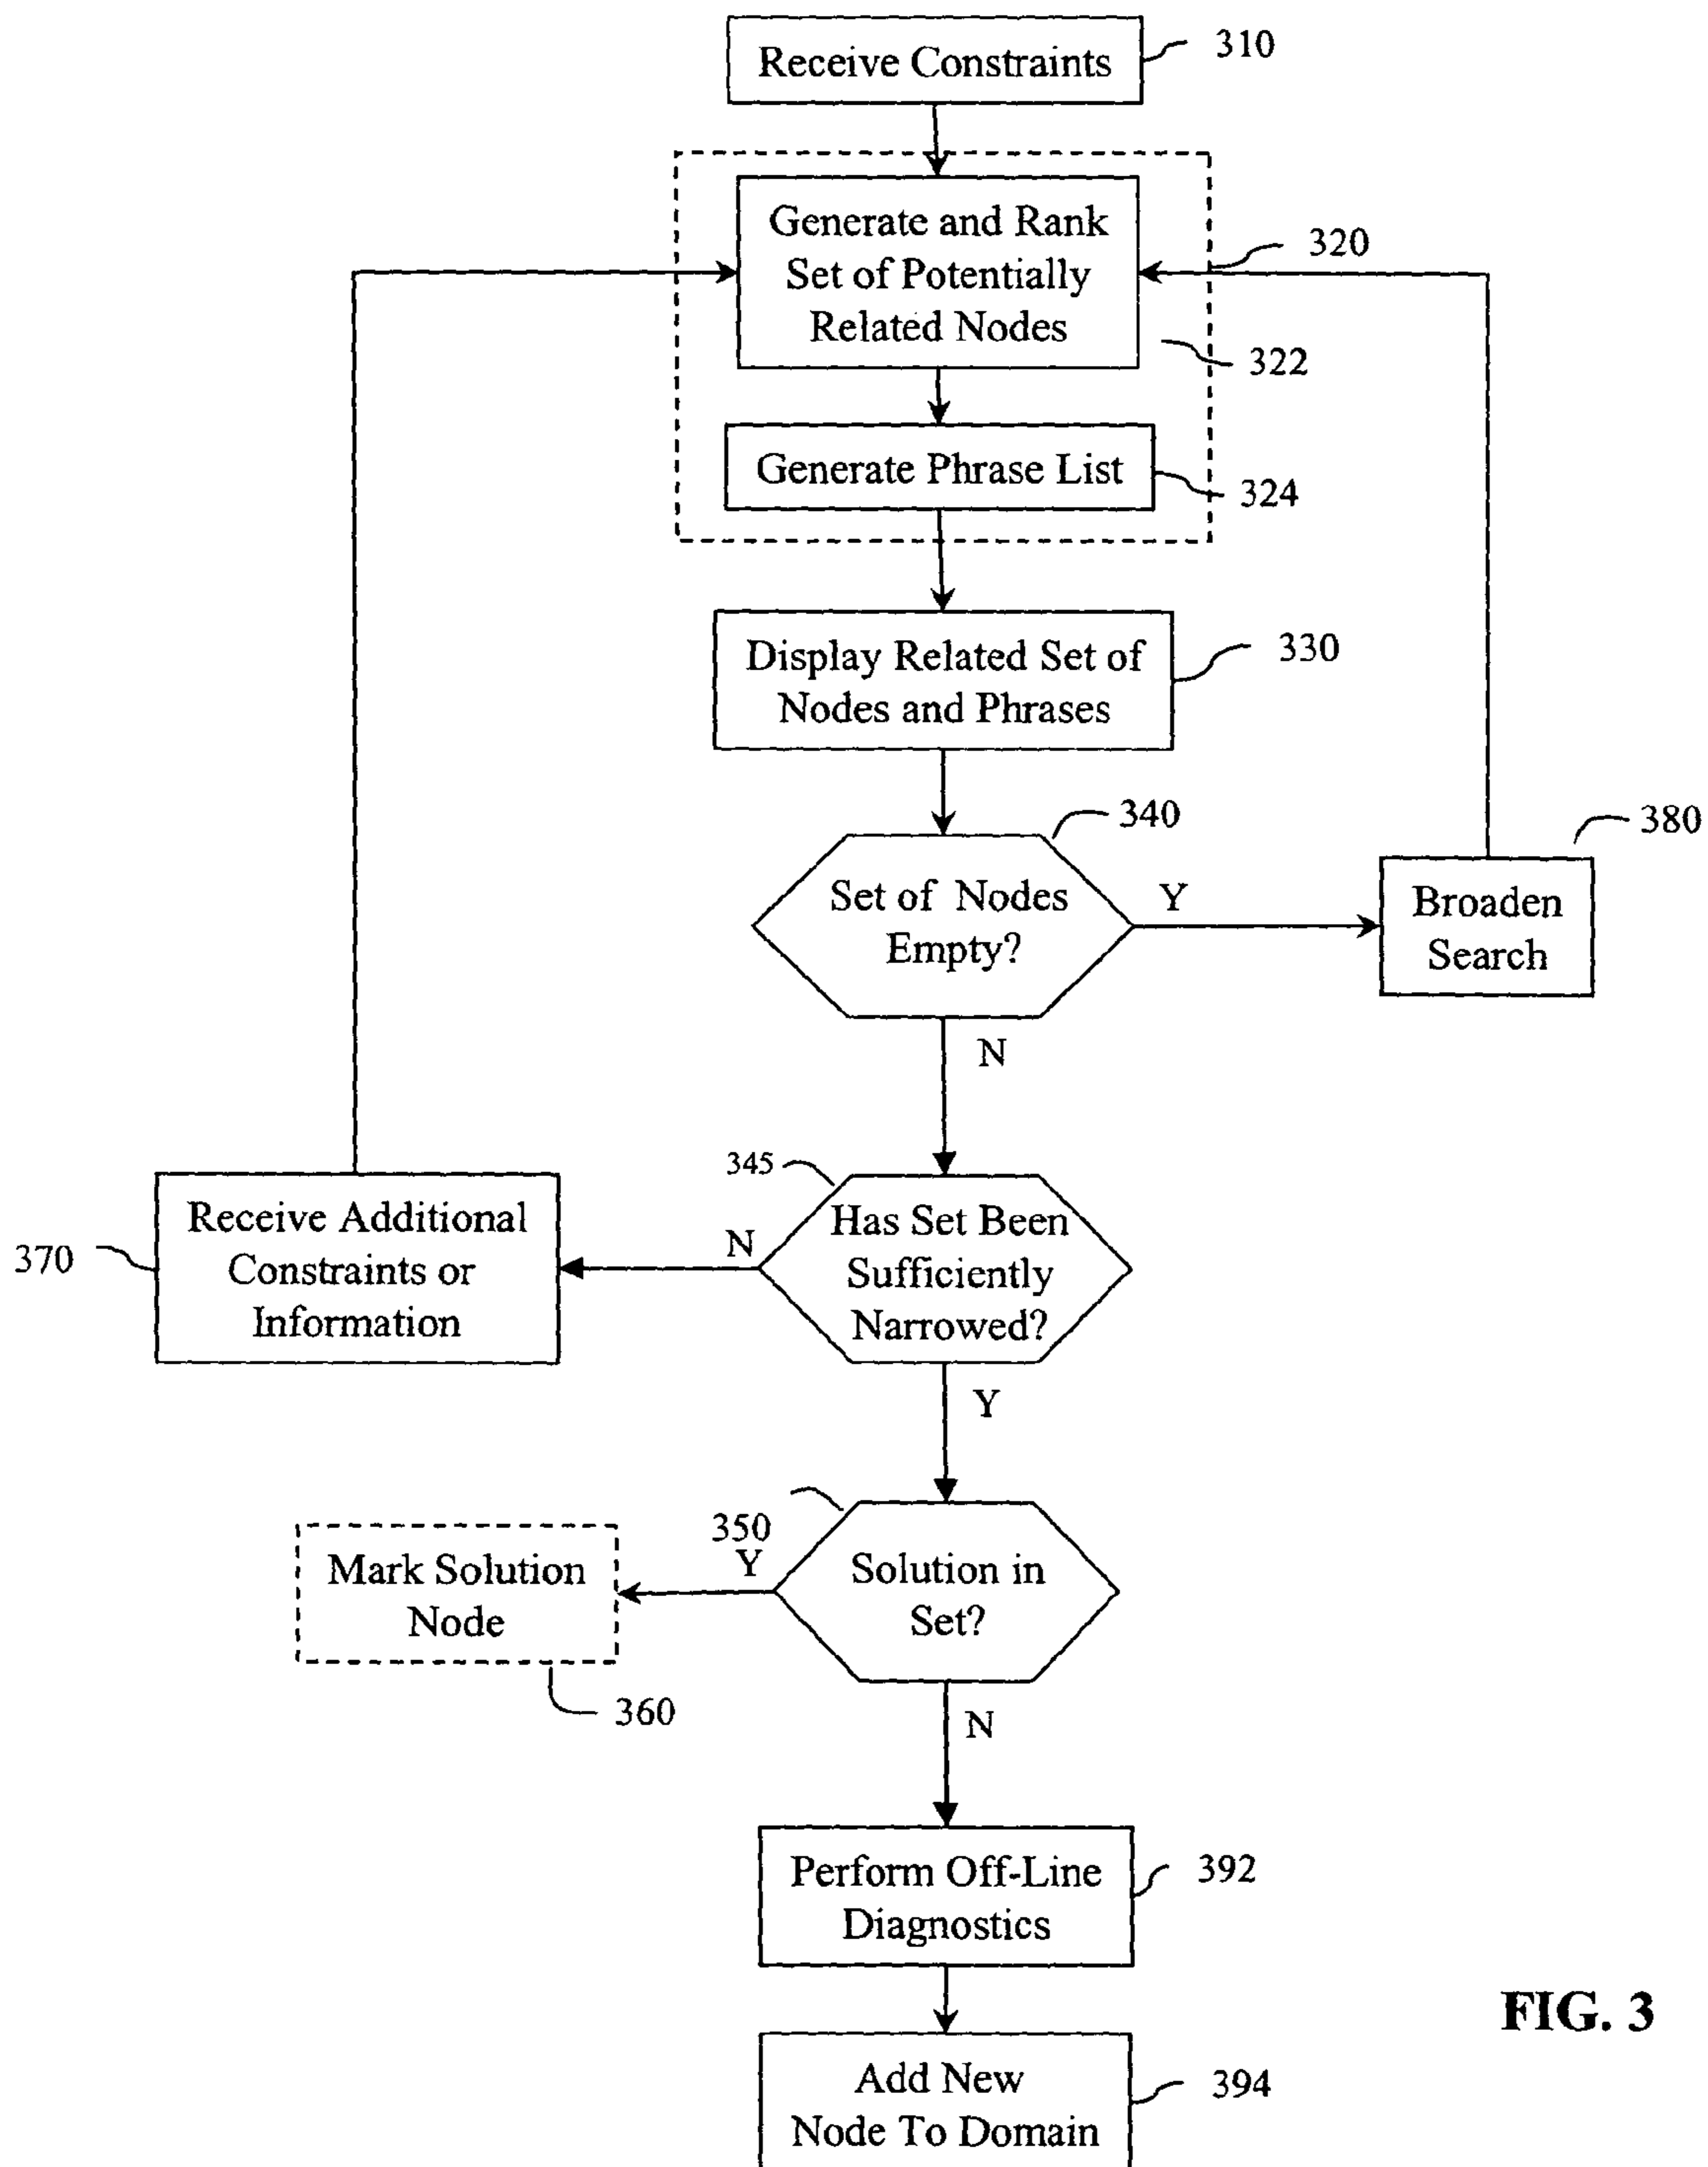 Receive Constraints
310
Generate and Rank
Set of Potentially
Related Nodes
320
322
Generate Phrase List
324
Display Related Set of
Nodes and Phrases
330
340
Set of Nodes
Empty?
Y
380
Broaden
Search
N
345
Has Set Been
Sufficiently
Narrowed?
N
Receive Additional
Constraints or
Information
370
Y
350
Y
Solution in
Set?
Mark Solution
Node
360
N
Perform Off-Line
Diagnostics
392
Add New
Node To Domain
394
FIG. 3